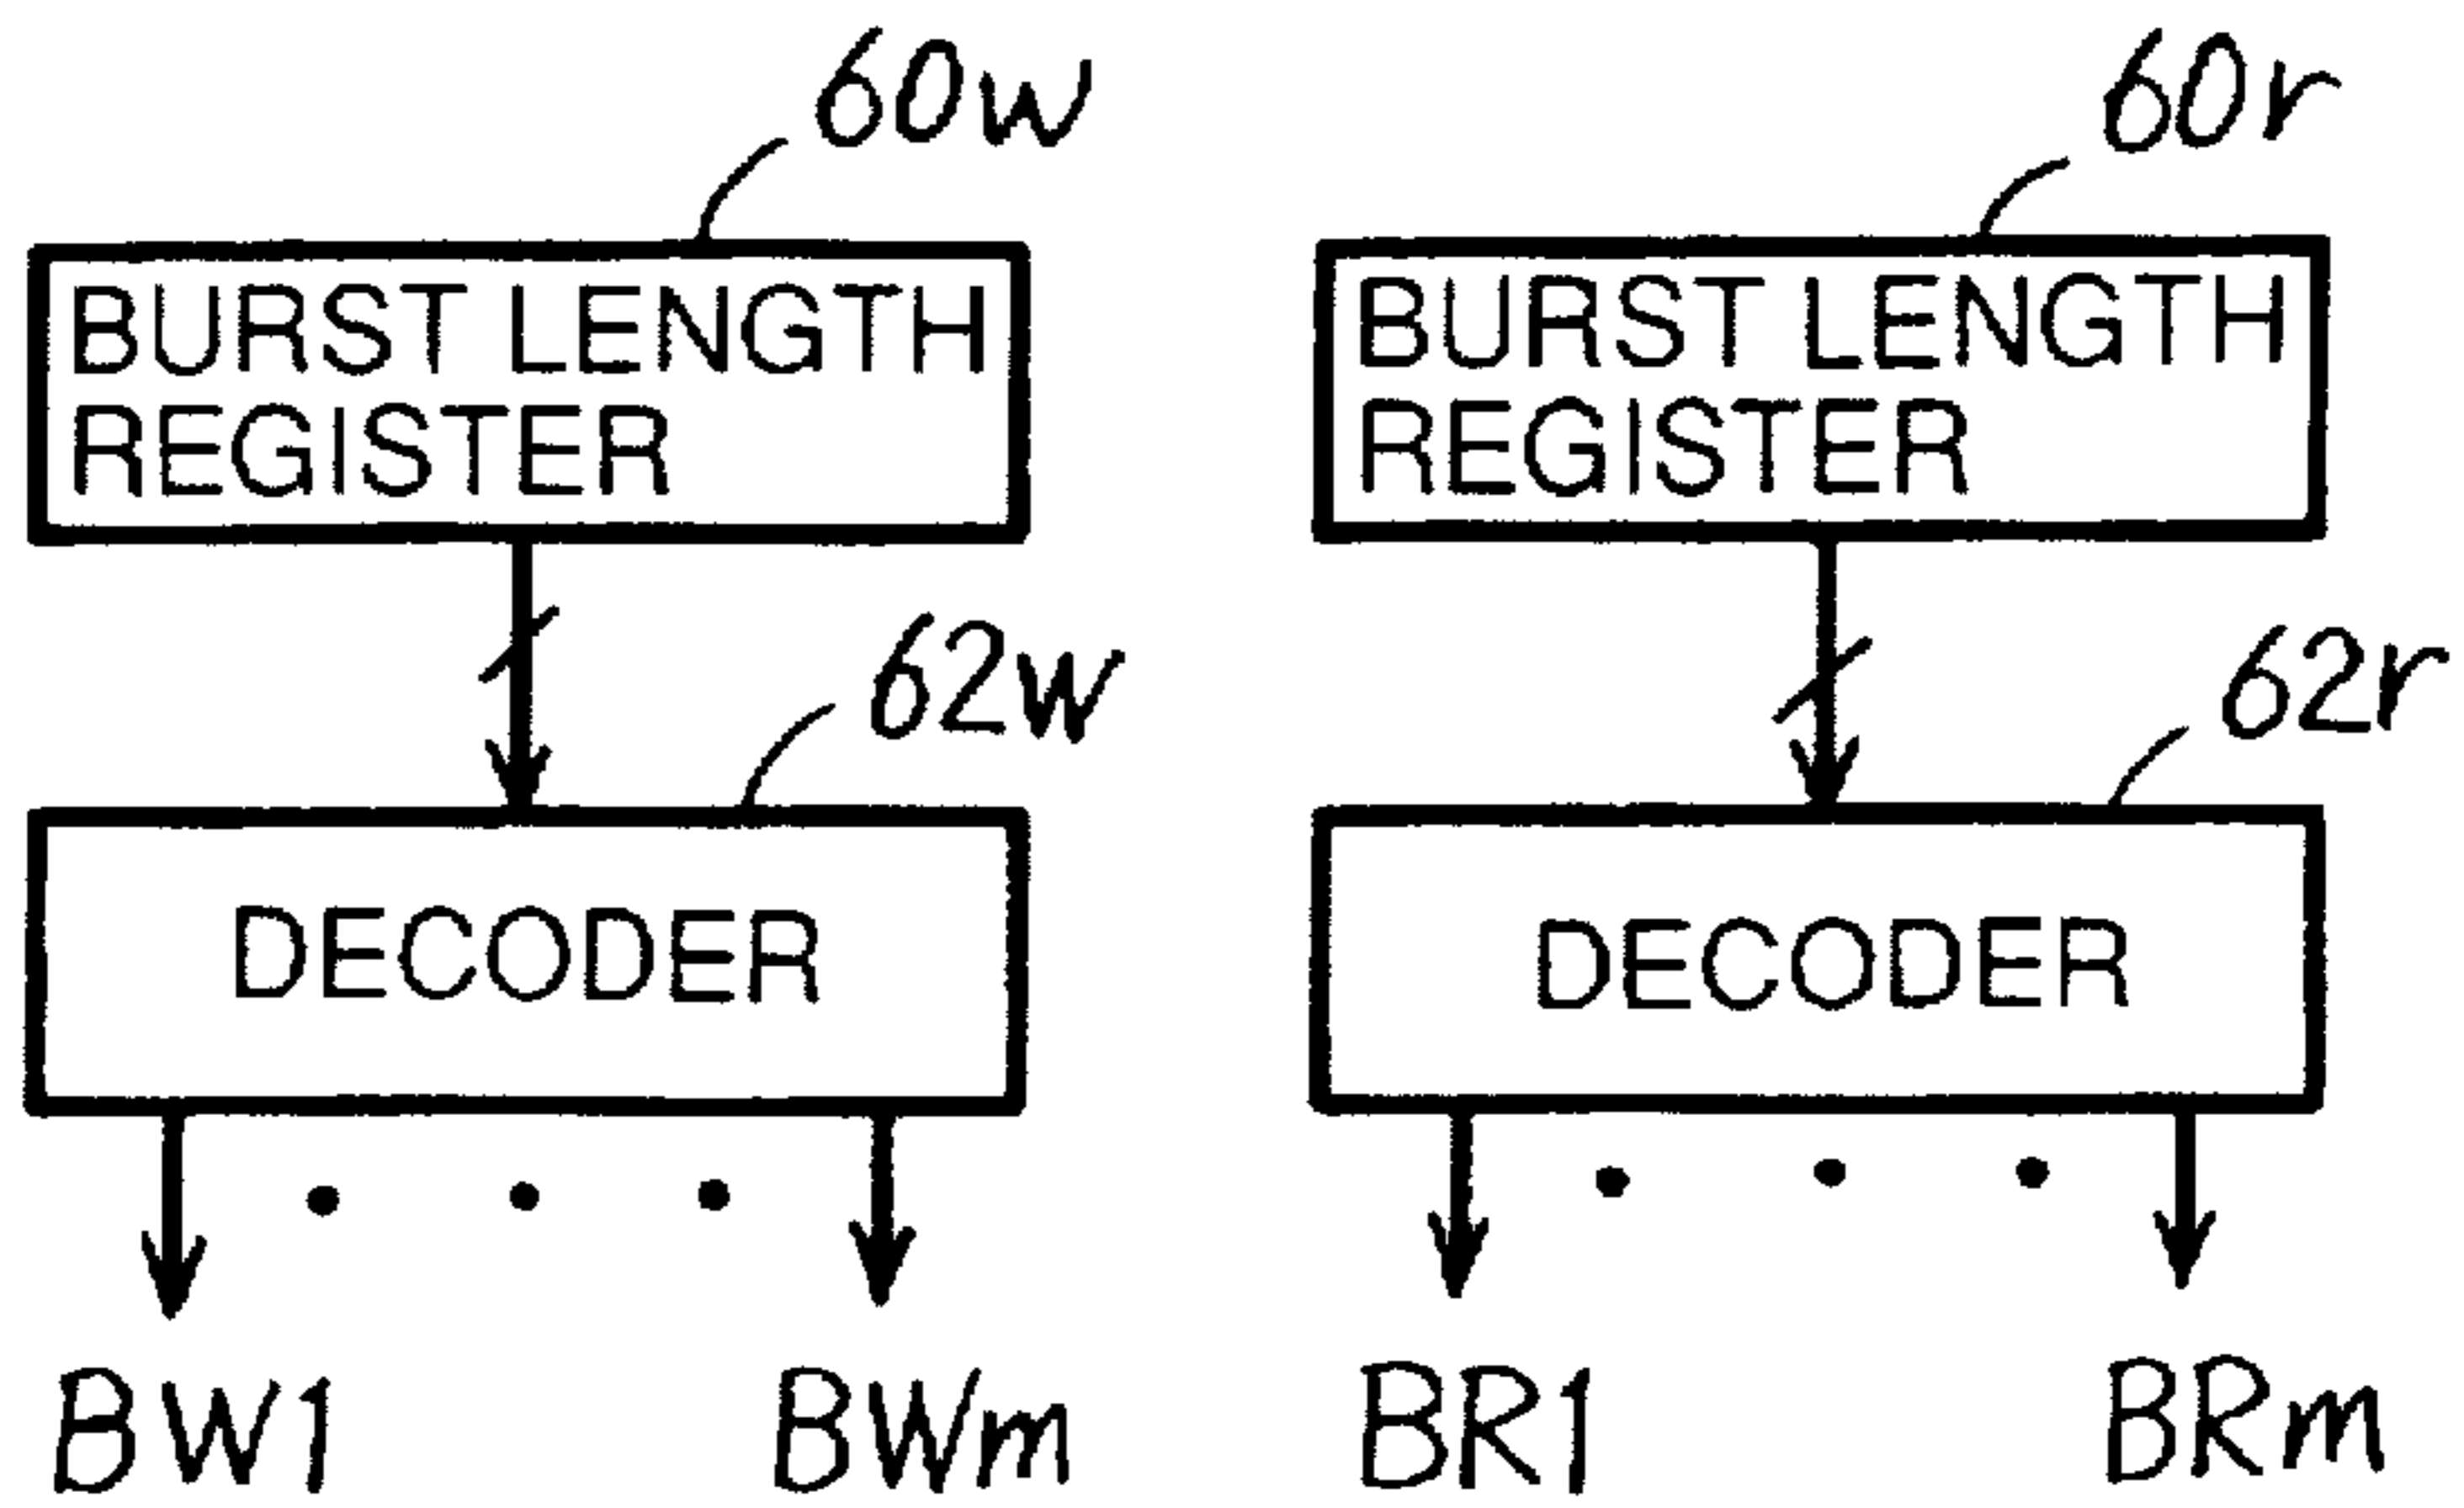 60w
60r
BURST LENGTH
REGISTER
BURST LENGTH
REGISTER
62w
62r
DECODER
DECODER
BW1
BWm
BR1
BRm